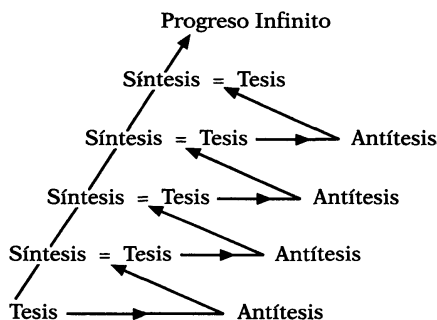 Progreso Infinito
Síntesis = Tesis
Síntesis = Tesis Antítesis
Síntesis = Tesis Antítesis
Síntesis = Tesis Antítesis
Tesis Antítesis